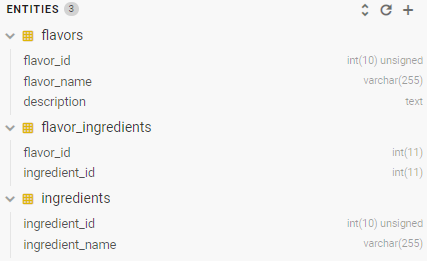 ENTITIES 3
flavors
flavor_id int(10) unsigned
flavor_name varchar(255)
description text
flavor_ingredients
flavor_id int(11)
ingredient_id int(11)
ingredients
ingredient_id int(10) unsigned
ingredient_name varchar(255)